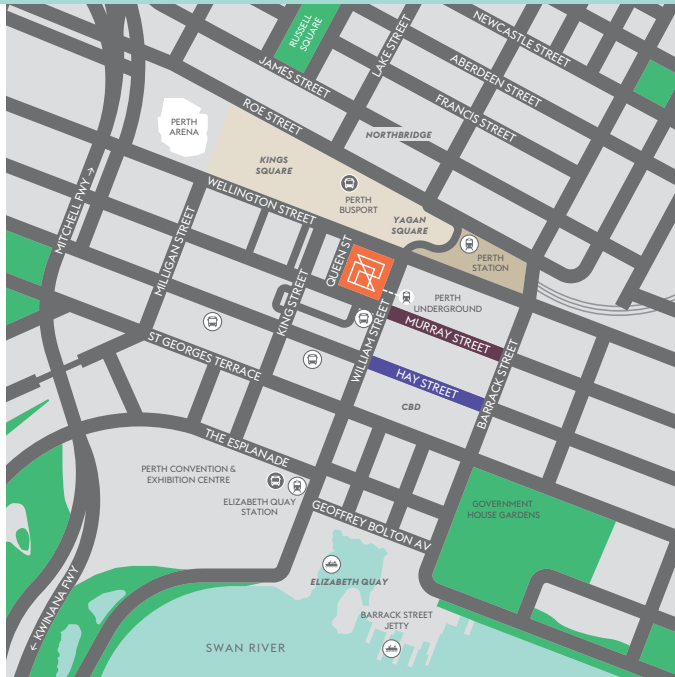 NEWCASTLE STREET
RUSSELL
SQUARE
LAKE STREET
ABERDEEN STREET
JAMES STREET
FRANCIS STREET
ROE STREET
PERTH
ARENA
NORTHBRIDGE
KINGS
SQUARE
WELLINGTON STREET
PERTH
BUSPORT
YAGAN
SQUARE
PERTH
STATION
MITCHELL FWY →
MILLIGAN STREET
QUEEN ST
KING STREET
PERTH
UNDERGROUND
MURRAY STREET
WILLIAM STREET
ST GEORGES TERRACE
HAY STREET
BARRACK STREET
CBD
THE ESPLANADE
PERTH CONVENTION &
EXHIBITION CENTRE
ELIZABETH QUAY
STATION
GEOFFREY BOLTON AV
GOVERNMENT
HOUSE GARDENS
ELIZABETH QUAY
← KWINANA FWY
BARRACK STREET
JETTY
SWAN RIVER